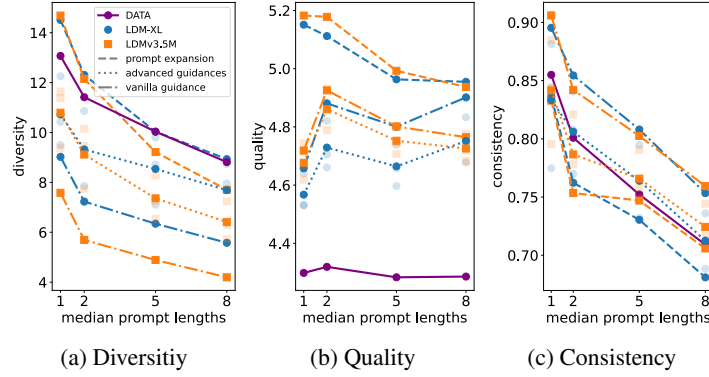 DATA
LDM-XL
LDMv3.5M
prompt expansion
advanced guidances
vanilla guidance
diversity
14
12
10
8
6
4
1 2 5 8
median prompt lengths
(a) Diversitiy
quality
5.2
5.0
4.8
4.6
4.4
1 2 5 8
median prompt lengths
(b) Quality
consistency
0.90
0.85
0.80
0.75
0.70
1 2 5 8
median prompt lengths
(c) Consistency